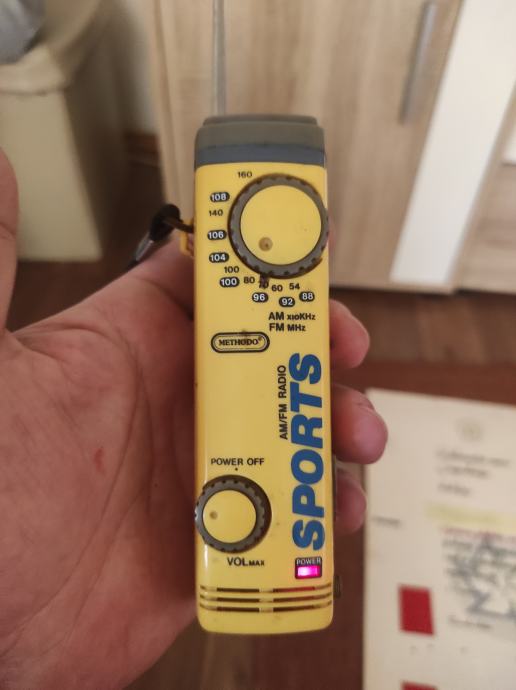 160
108
140
106
104
100
100 80 70 60 54
96 92 88
AM x10KHz
FM MHz
METHODO®
AM/FM RADIO
SPORTS
POWER OFF
VOL MAX
POWER